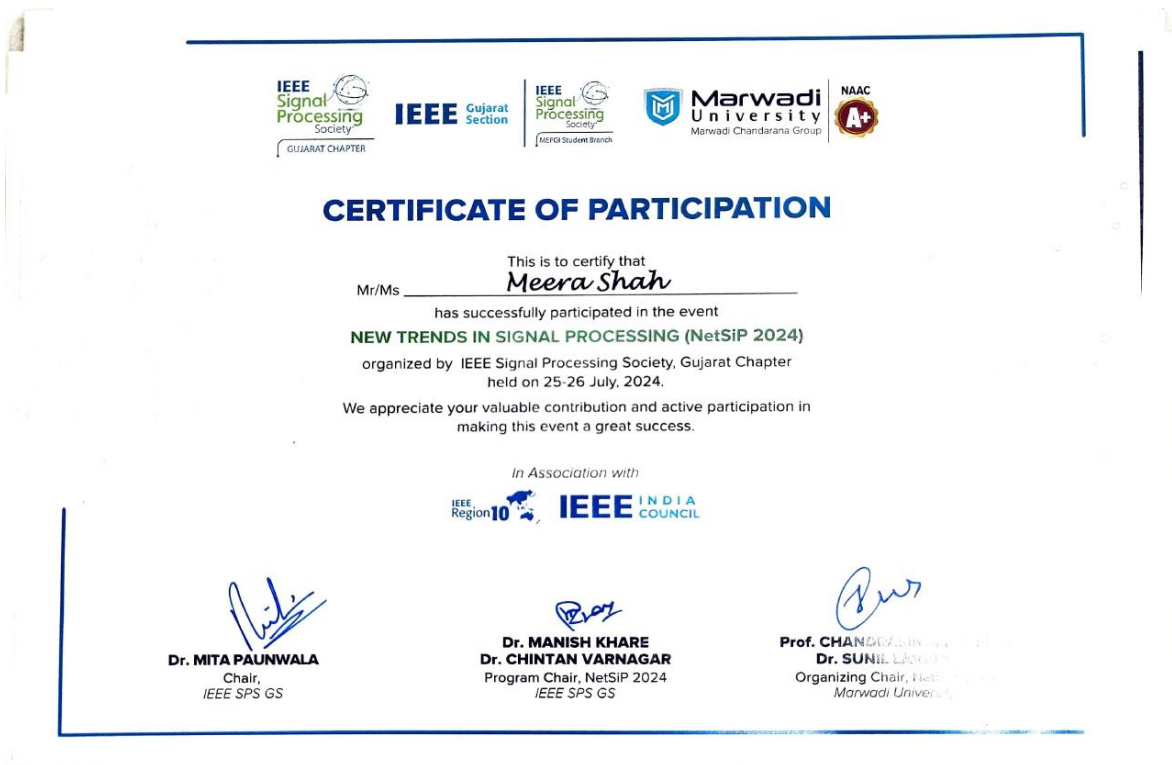 IEEE
Signal
Processing
Society
GUJARAT CHAPTER
IEEE Gujarat
Section
IEEE
Signal
Processing
Society
MEFGI Student Branch
Marwadi
University
Marwadi Chandarana Group
NAAC
A+
CERTIFICATE OF PARTICIPATION
This is to certify that
Mr/Ms Meera Shah
has successfully participated in the event
NEW TRENDS IN SIGNAL PROCESSING (NetSiP 2024)
organized by IEEE Signal Processing Society, Gujarat Chapter
held on 25-26 July, 2024.
We appreciate your valuable contribution and active participation in
making this event a great success.
In Association with
IEEE
Region10
IEEE INDIA
COUNCIL
Dr. MITA PAUNWALA
Chair,
IEEE SPS GS
Dr. MANISH KHARE
Dr. CHINTAN VARNAGAR
Program Chair, NetSiP 2024
IEEE SPS GS
Prof.
Dr. SUNIL
Organizing Chair,
Marwadi